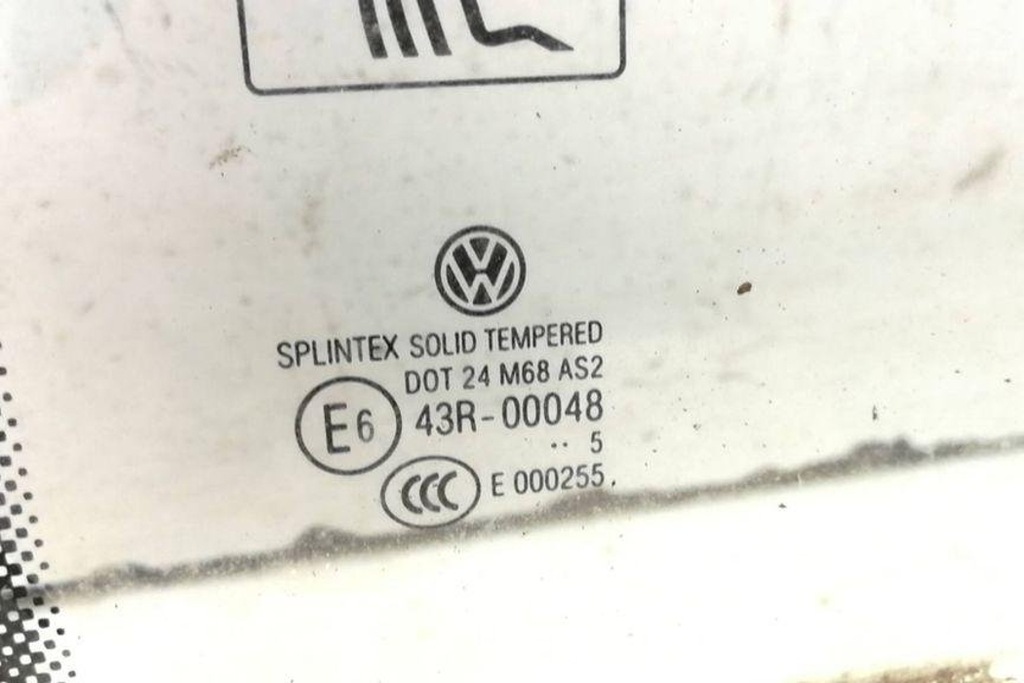 SPLINTEX SOLID TEMPERED
DOT 24 M68 AS2
E6 43R-00048
·· 5
CCC E 000255.